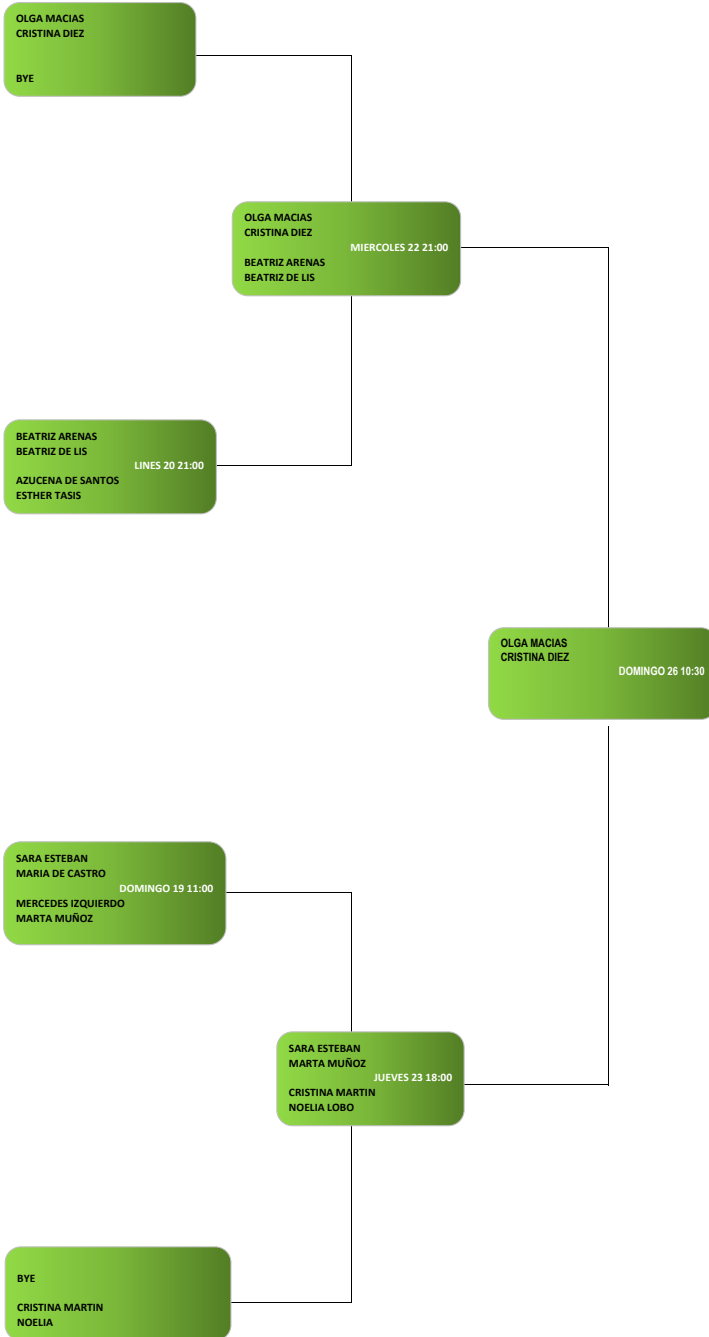 OLGA MACIAS
CRISTINA DIEZ
BYE
OLGA MACIAS
CRISTINA DIEZ
MIERCOLES 22 21:00
BEATRIZ ARENAS
BEATRIZ DE LIS
BEATRIZ ARENAS
BEATRIZ DE LIS
LINES 20 21:00
AZUCENA DE SANTOS
ESTHER TASIS
OLGA MACIAS
CRISTINA DIEZ
DOMINGO 26 10:30
SARA ESTEBAN
MARIA DE CASTRO
DOMINGO 19 11:00
MERCEDES IZQUIERDO
MARTA MUÑOZ
SARA ESTEBAN
MARTA MUÑOZ
JUEVES 23 18:00
CRISTINA MARTIN
NOELIA LOBO
BYE
CRISTINA MARTIN
NOELIA